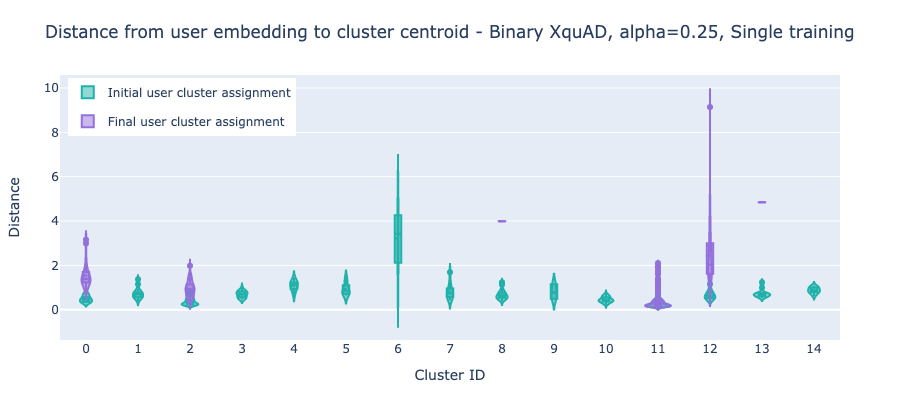 Distance from user embedding to cluster centroid - Binary XquAD, alpha=0.25, Single training
Initial user cluster assignment
Final user cluster assignment
10
8
6
4
2
0
Distance
0 1 2 3 4 5 6 7 8 9 10 11 12 13 14
Cluster ID